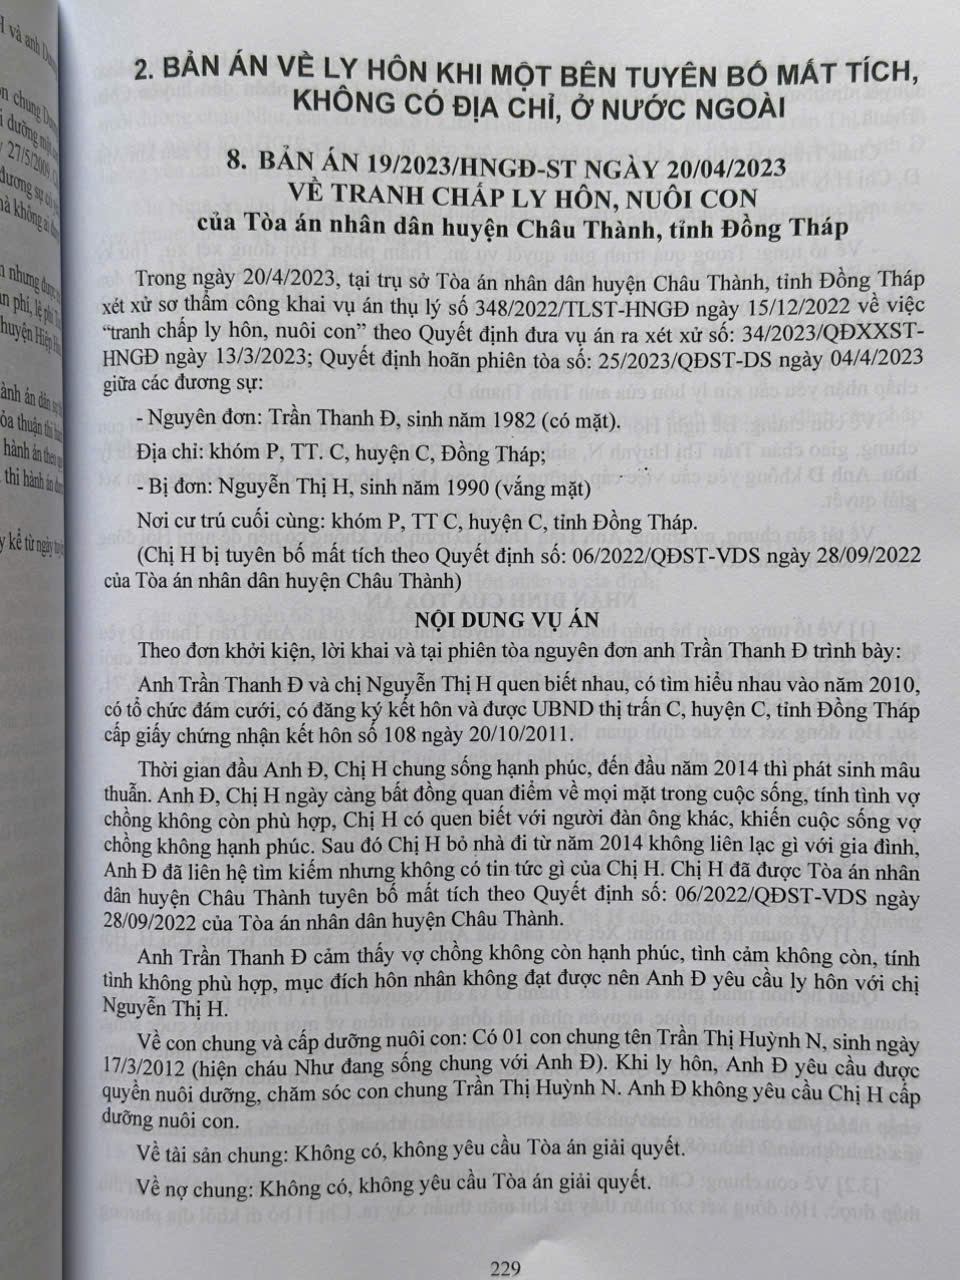 H và anh Dương
2. BẢN ÁN VỀ LY HÔN KHI MỘT BÊN TUYÊN BỐ MẤT TÍCH,
KHÔNG CÓ ĐỊA CHỈ, Ở NƯỚC NGOÀI
8. BẢN ÁN 19/2023/HNGĐ-ST NGÀY 20/04/2023
VỀ TRANH CHẤP LY HÔN, NUÔI CON
của Tòa án nhân dân huyện Châu Thành, tỉnh Đồng Tháp
Trong ngày 20/4/2023, tại trụ sở Tòa án nhân dân huyện Châu Thành, tỉnh Đồng Tháp
xét xử sơ thẩm công khai vụ án thụ lý số 348/2022/TLST-HNGĐ ngày 15/12/2022 về việc
“tranh chấp ly hôn, nuôi con” theo Quyết định đưa vụ án ra xét xử số: 34/2023/QĐXXST-
HNGĐ ngày 13/3/2023; Quyết định hoãn phiên tòa số: 25/2023/QĐST-DS ngày 04/4/2023
giữa các đương sự:
- Nguyên đơn: Trần Thanh Đ, sinh năm 1982 (có mặt).
Địa chỉ: khóm P, TT. C, huyện C, Đồng Tháp;
- Bị đơn: Nguyễn Thị H, sinh năm 1990 (vắng mặt)
Nơi cư trú cuối cùng: khóm P, TT C, huyện C, tỉnh Đồng Tháp.
(Chị H bị tuyên bố mất tích theo Quyết định số: 06/2022/QĐST-VDS ngày 28/09/2022
của Tòa án nhân dân huyện Châu Thành)
NỘI DUNG VỤ ÁN
Theo đơn khởi kiện, lời khai và tại phiên tòa nguyên đơn anh Trần Thanh Đ trình bày:
Anh Trần Thanh Đ và chị Nguyễn Thị H quen biết nhau, có tìm hiểu nhau vào năm 2010,
có tổ chức đám cưới, có đăng ký kết hôn và được UBND thị trấn C, huyện C, tỉnh Đồng Tháp
cấp giấy chứng nhận kết hôn số 108 ngày 20/10/2011.
Thời gian đầu Anh Đ, Chị H chung sống hạnh phúc, đến đầu năm 2014 thì phát sinh mâu
thuẫn. Anh Đ, Chị H ngày càng bất đồng quan điểm về mọi mặt trong cuộc sống, tính tình vợ
chồng không còn phù hợp, Chị H có quen biết với người đàn ông khác, khiến cuộc sống vợ
chồng không hạnh phúc. Sau đó Chị H bỏ nhà đi từ năm 2014 không liên lạc gì với gia đình,
Anh Đ đã liên hệ tìm kiếm nhưng không có tin tức gì của Chị H. Chị H đã được Tòa án nhân
dân huyện Châu Thành tuyên bố mất tích theo Quyết định số: 06/2022/QĐST-VDS ngày
28/09/2022 của Tòa án nhân dân huyện Châu Thành.
Anh Trần Thanh Đ cảm thấy vợ chồng không còn hạnh phúc, tình cảm không còn, tính
tình không phù hợp, mục đích hôn nhân không đạt được nên Anh Đ yêu cầu ly hôn với chị
Nguyễn Thị H.
Về con chung và cấp dưỡng nuôi con: Có 01 con chung tên Trần Thị Huỳnh N, sinh ngày
17/3/2012 (hiện cháu Như đang sống chung với Anh Đ). Khi ly hôn, Anh Đ yêu cầu được
quyền nuôi dưỡng, chăm sóc con chung Trần Thị Huỳnh N. Anh Đ không yêu cầu Chị H cấp
dưỡng nuôi con.
Về tài sản chung: Không có, không yêu cầu Tòa án giải quyết.
Về nợ chung: Không có, không yêu cầu Tòa án giải quyết.
229